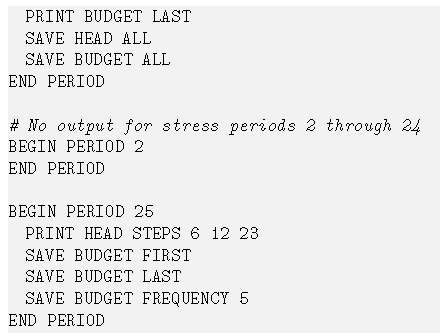 PRINT BUDGET LAST
SAVE HEAD ALL
SAVE BUDGET ALL
END PERIOD
# No output for stress periods 2 through 24
BEGIN PERIOD 2
END PERIOD
BEGIN PERIOD 25
PRINT HEAD STEPS 6 12 23
SAVE BUDGET FIRST
SAVE BUDGET LAST
SAVE BUDGET FREQUENCY 5
END PERIOD